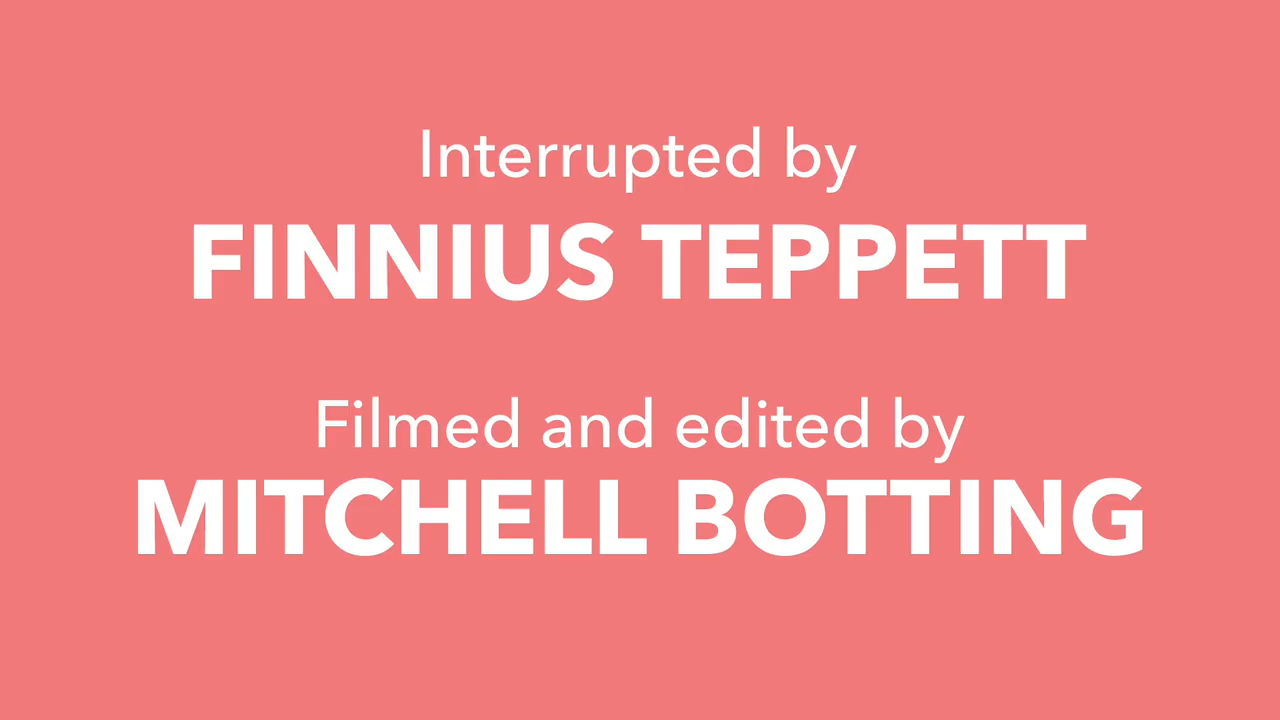 Interrupted by
FINNIUS TEPPETT
Filmed and edited by
MITCHELL BOTTING